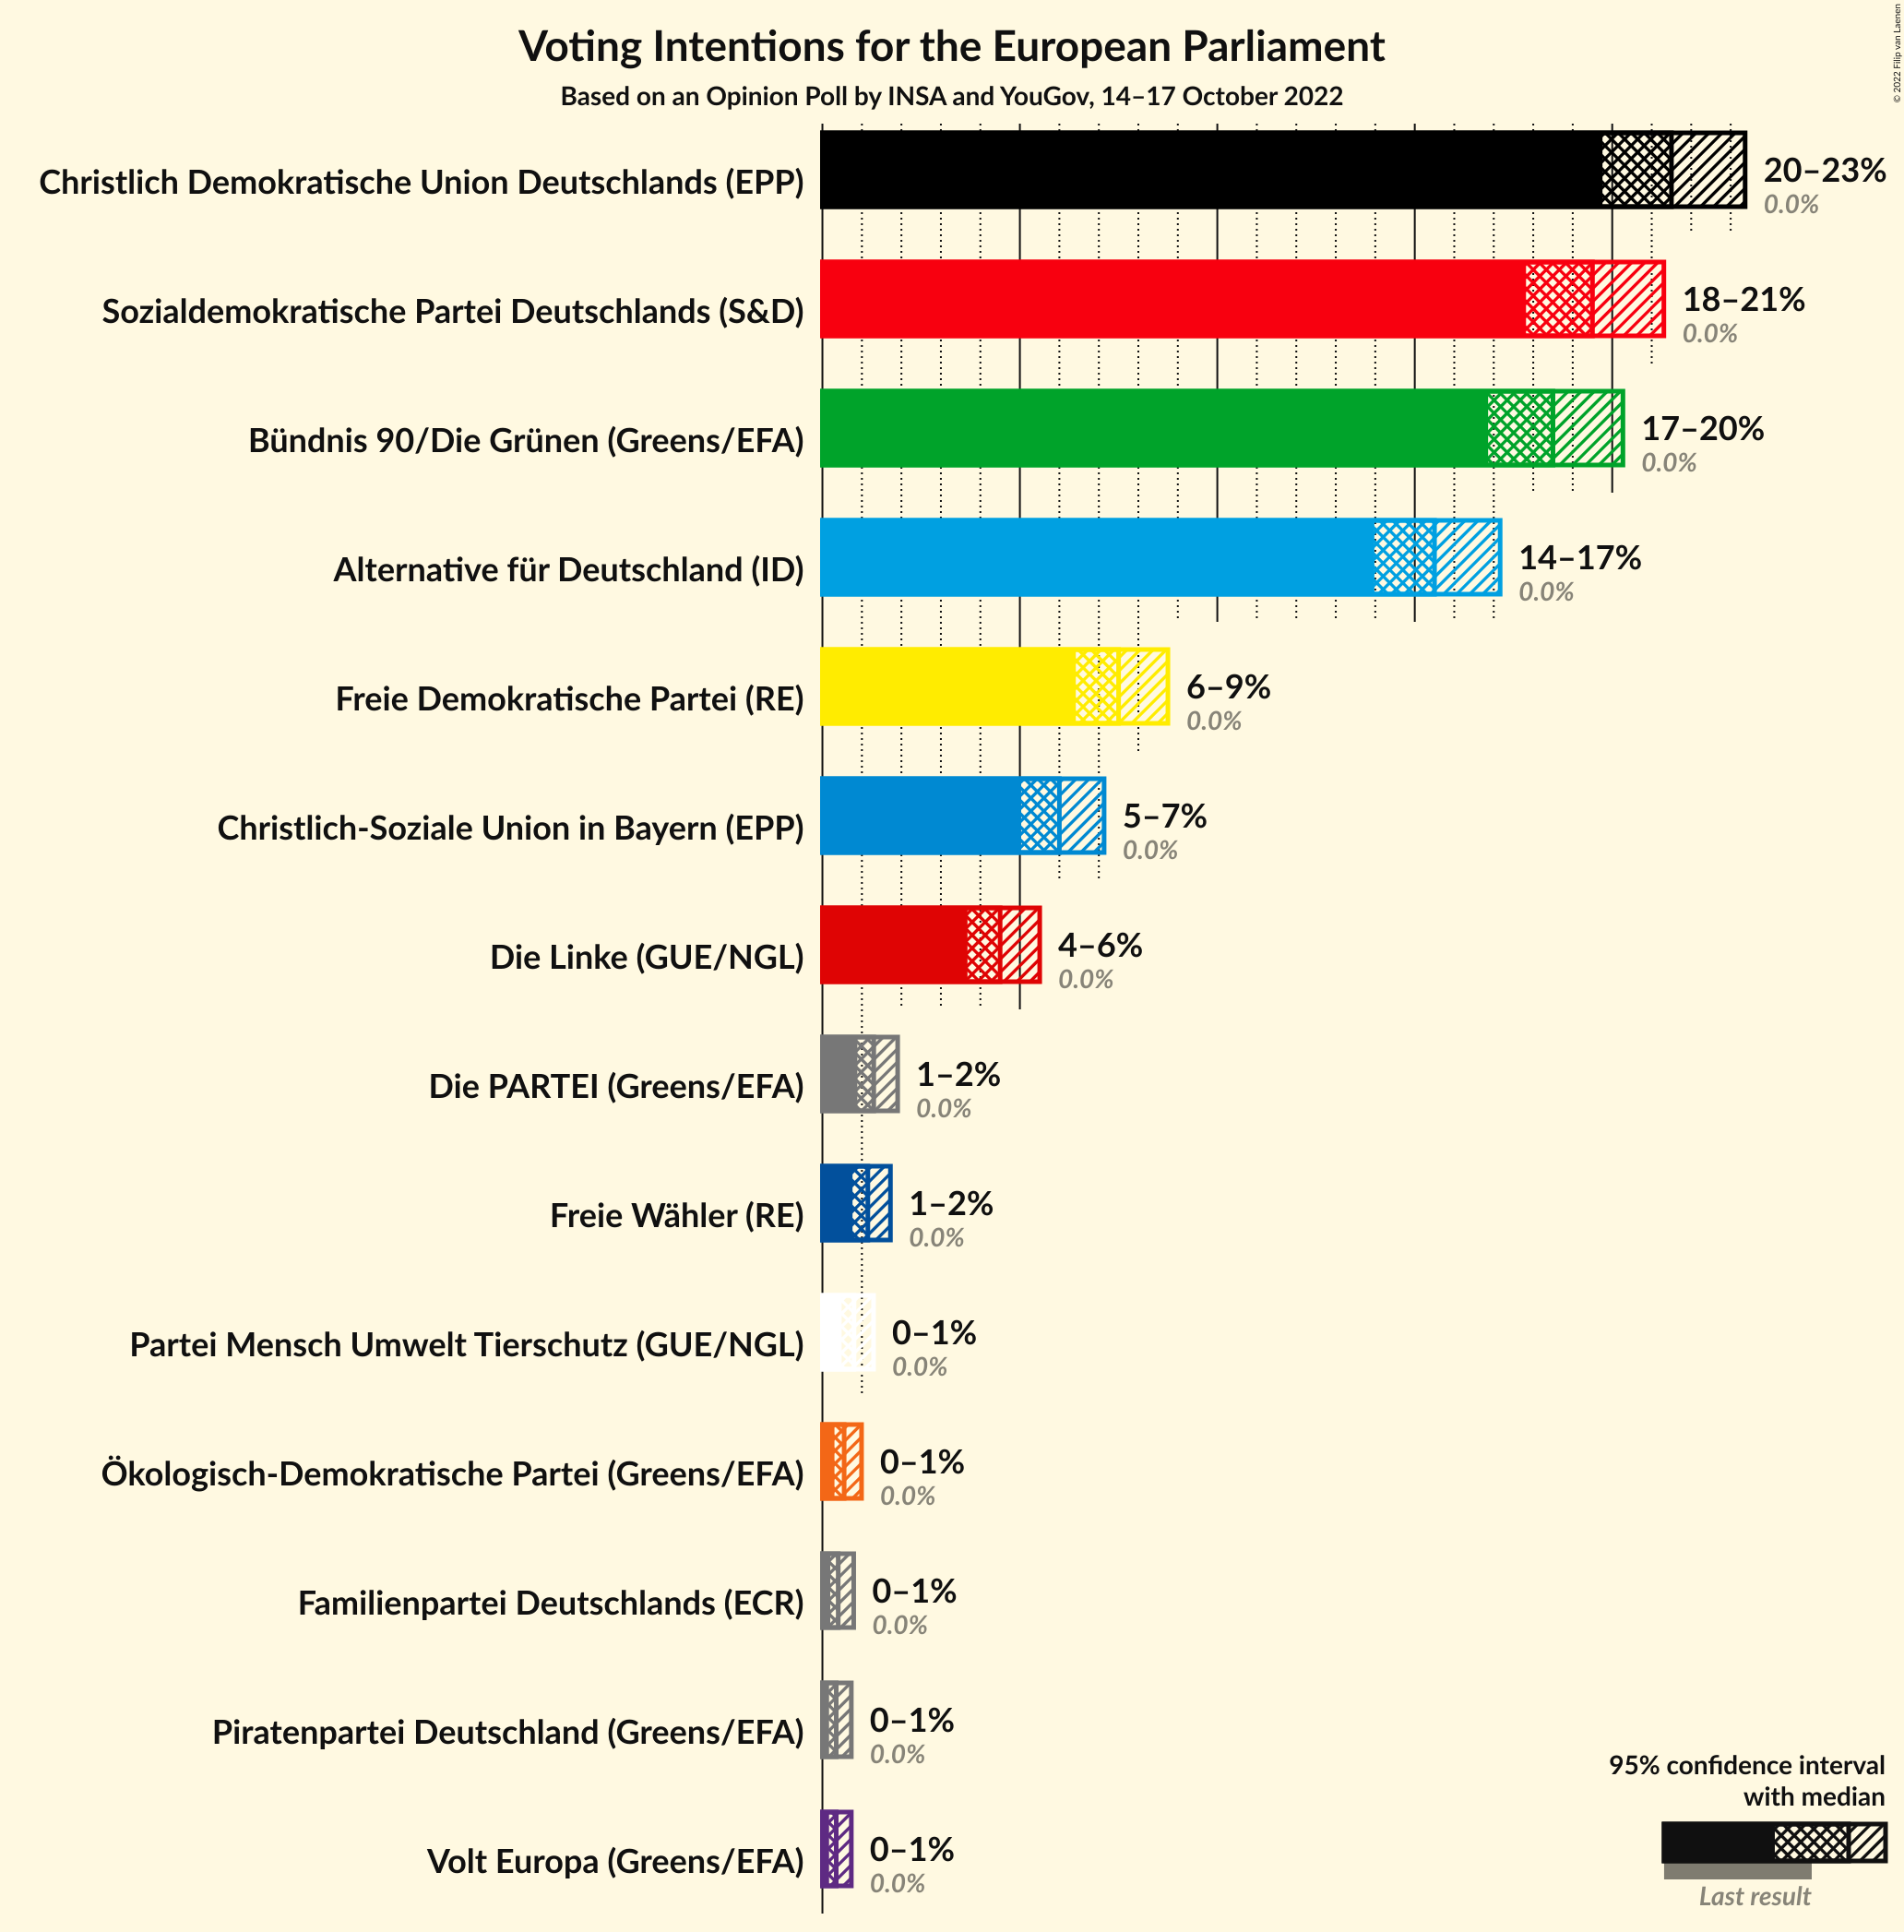 Voting Intentions for the European Parliament
Based on an Opinion Poll by INSA and YouGov, 14–17 October 2022
© 2022 Filip van Laenen
Christlich Demokratische Union Deutschlands (EPP)
20–23%
0.0%
Sozialdemokratische Partei Deutschlands (S&D)
18–21%
0.0%
Bündnis 90/Die Grünen (Greens/EFA)
17–20%
0.0%
Alternative für Deutschland (ID)
14–17%
0.0%
Freie Demokratische Partei (RE)
6–9%
0.0%
Christlich-Soziale Union in Bayern (EPP)
5–7%
0.0%
Die Linke (GUE/NGL)
4–6%
0.0%
Die PARTEI (Greens/EFA)
1–2%
0.0%
Freie Wähler (RE)
1–2%
0.0%
Partei Mensch Umwelt Tierschutz (GUE/NGL)
0–1%
0.0%
Ökologisch-Demokratische Partei (Greens/EFA)
0–1%
0.0%
Familienpartei Deutschlands (ECR)
0–1%
0.0%
Piratenpartei Deutschland (Greens/EFA)
0–1%
0.0%
Volt Europa (Greens/EFA)
0–1%
0.0%
95% confidence interval
with median
Last result